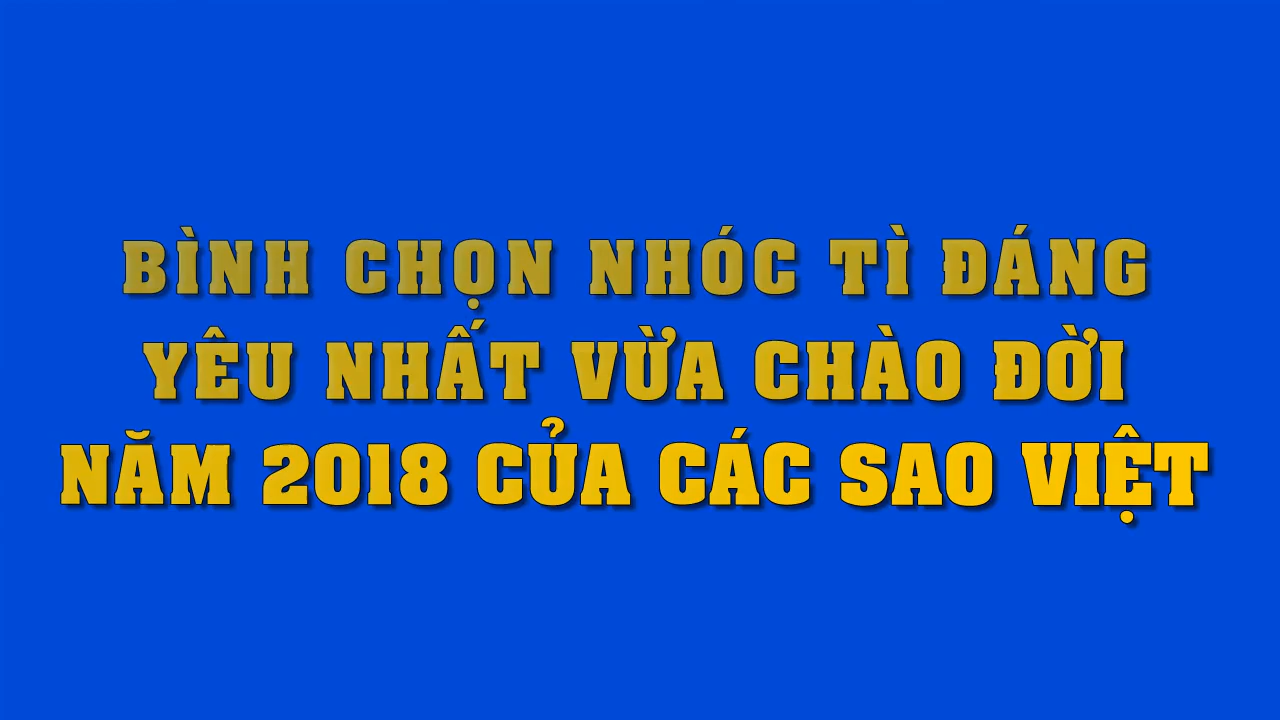 BÌNH CHỌN NHÓC TÌ ĐÁNG
YÊU NHẤT VỪA CHÀO ĐỜI
NĂM 2018 CỦA CÁC SAO VIỆT